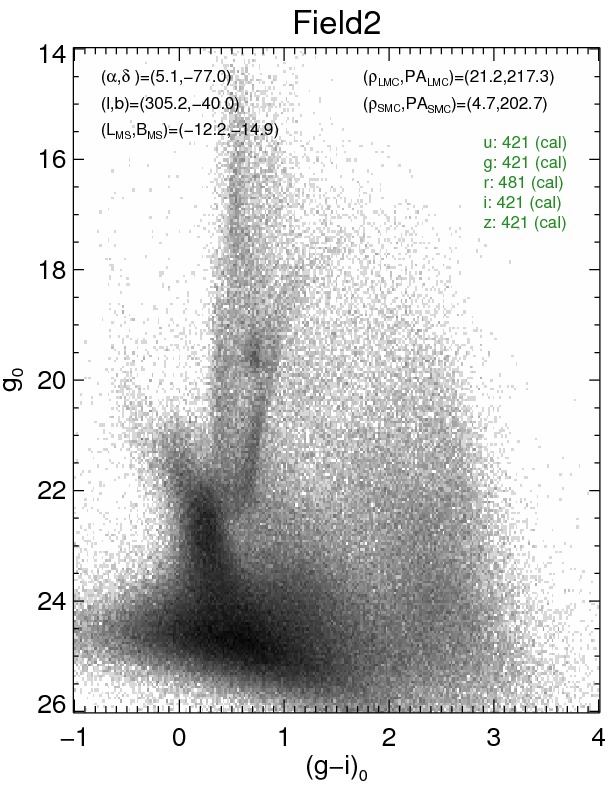 Field2
(α,δ )=(5.1,−77.0)
(ρLMC,PALMC)=(21.2,217.3)
(l,b)=(305.2,−40.0)
(ρSMC,PASMC)=(4.7,202.7)
(LMS,BMS)=(−12.2,−14.9)
u: 421 (cal)
g: 421 (cal)
r: 481 (cal)
i: 421 (cal)
z: 421 (cal)
14
16
18
20
22
24
26
g0
−1 0 1 2 3 4
(g−i)0